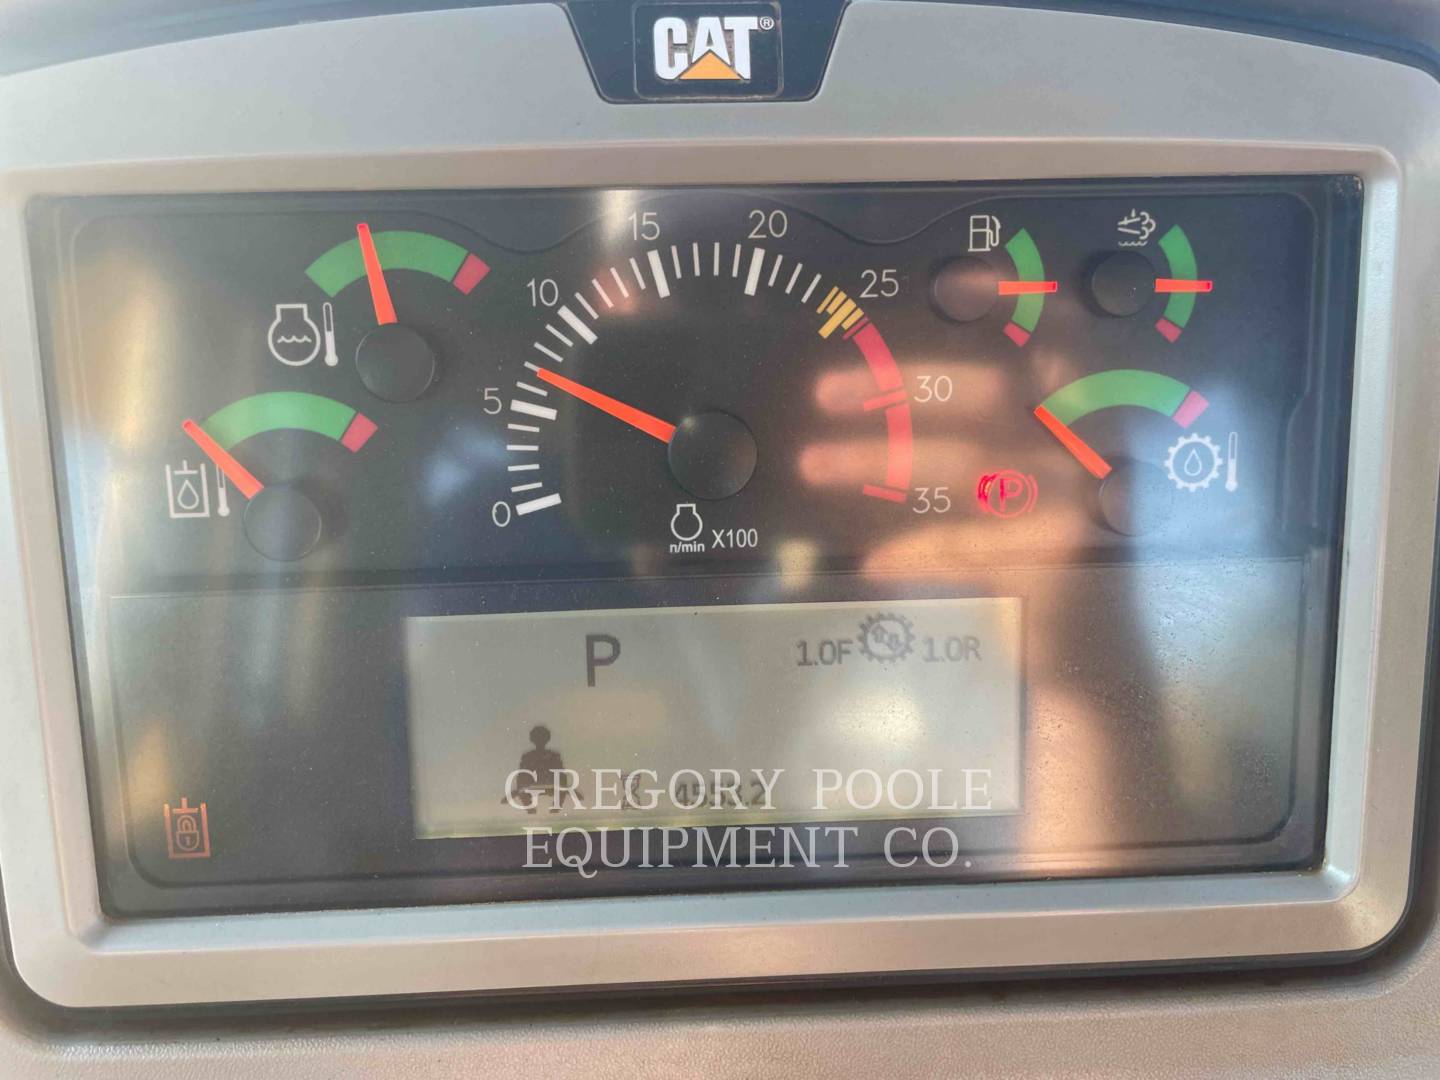 CAT®
15 20
10 25
5 30
0 35
P
n/min X100
P 1.0F 1.0R
GREGORY POOLE
EQUIPMENT CO.